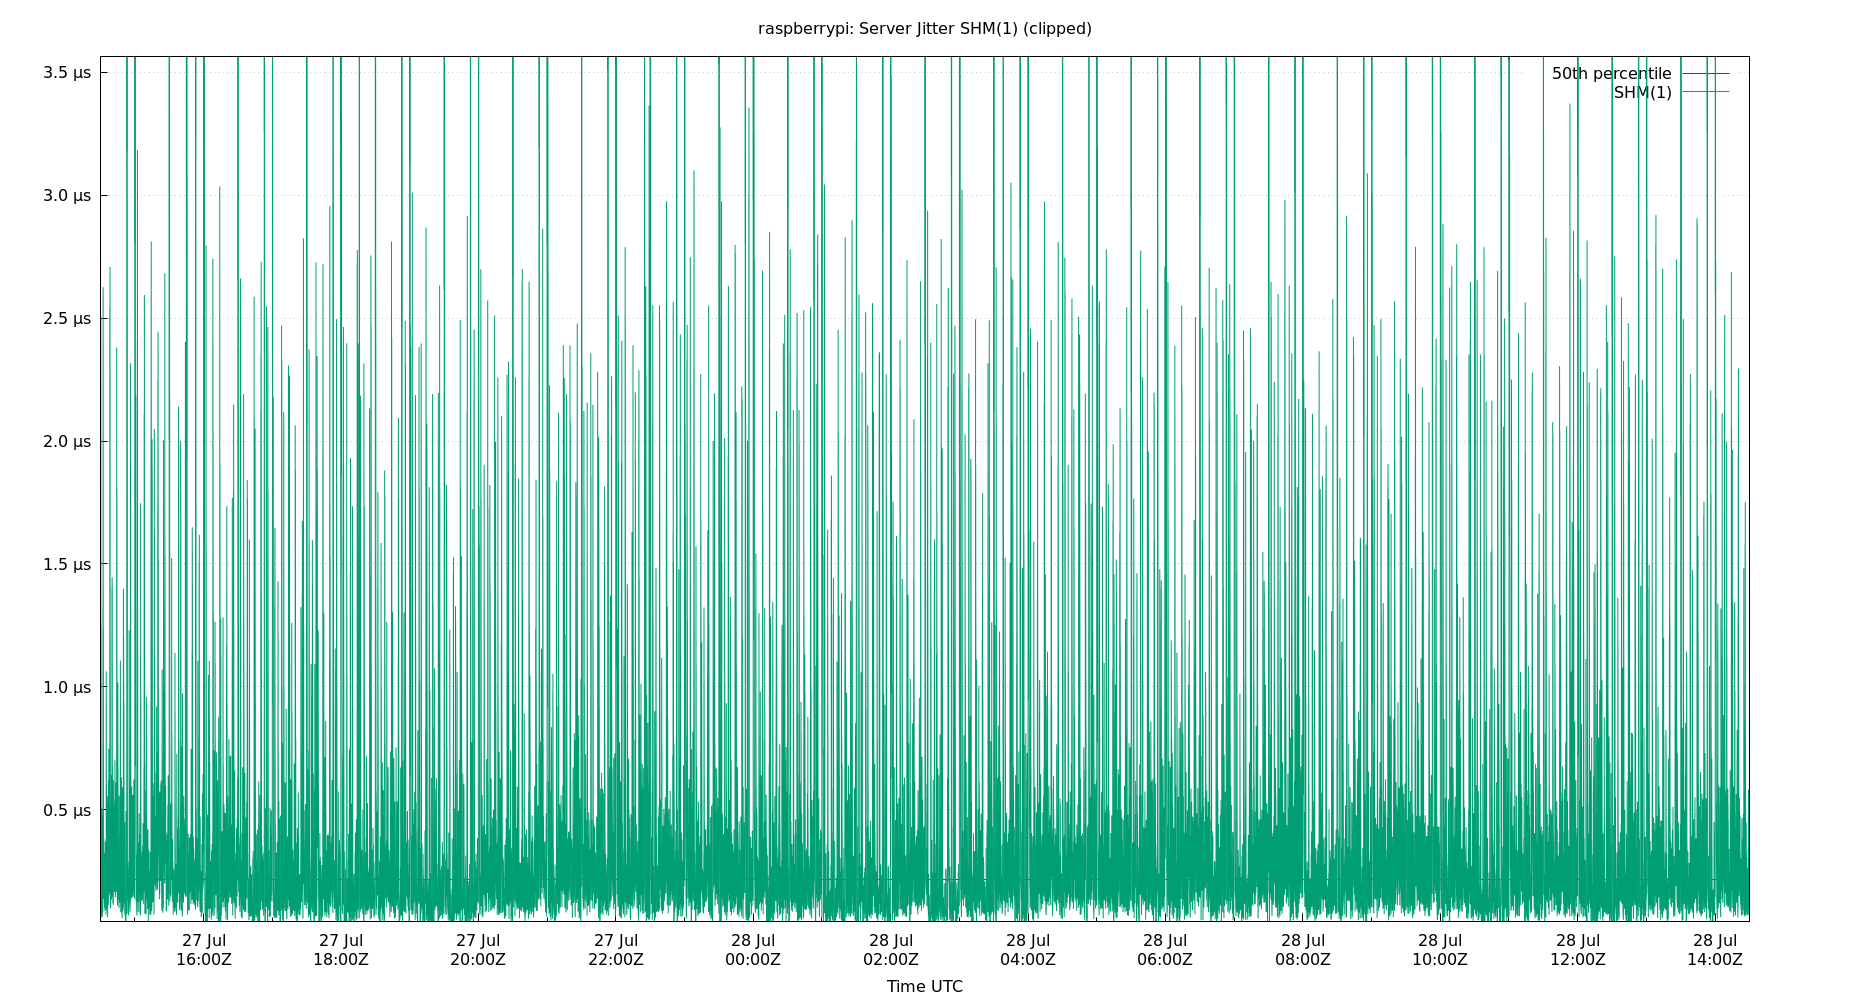 raspberrypi: Server Jitter SHM(1) (clipped)
50th percentile
SHM(1)
3.5 µs
3.0 µs
2.5 µs
2.0 µs
1.5 µs
1.0 µs
0.5 µs
27 Jul 27 Jul 27 Jul 27 Jul 28 Jul 28 Jul 28 Jul 28 Jul 28 Jul 28 Jul 28 Jul 28 Jul
16:00Z 18:00Z 20:00Z 22:00Z 00:00Z 02:00Z 04:00Z 06:00Z 08:00Z 10:00Z 12:00Z 14:00Z
Time UTC